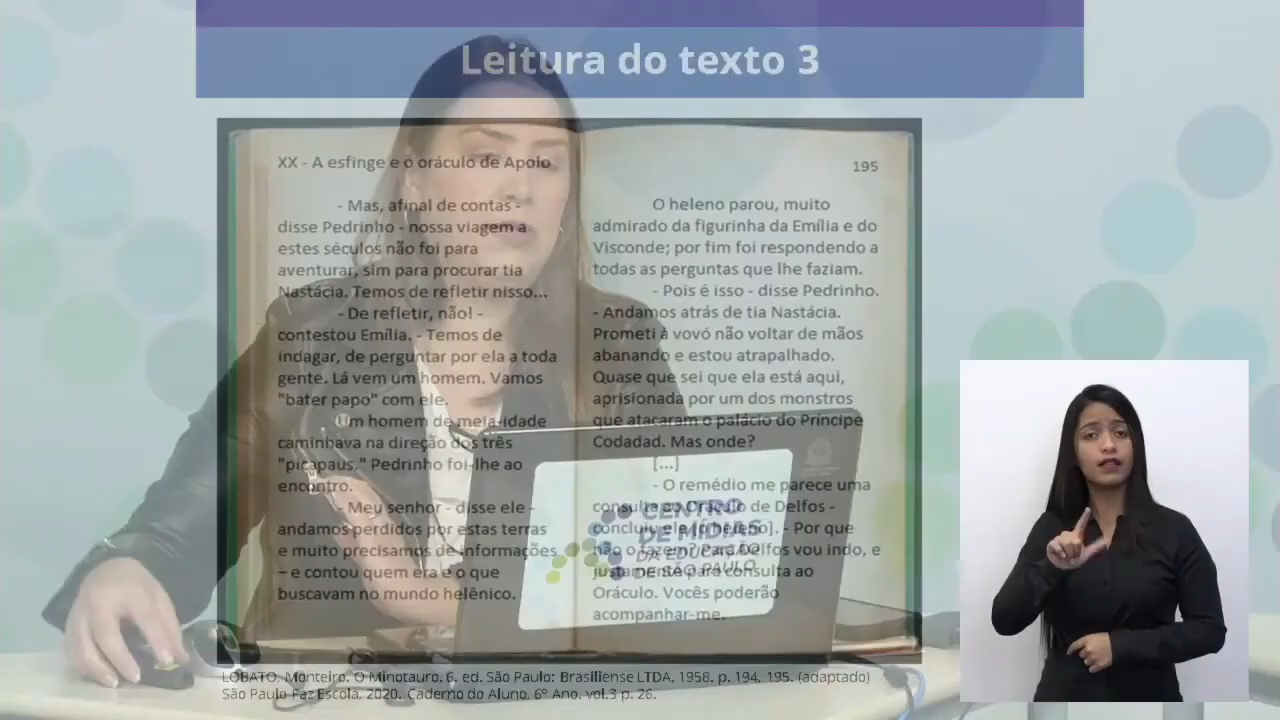 Leitura do texto 3
XX - A esfinge e o oráculo de Apolo
- Mas, afinal de contas -
disse Pedrinho - nossa viagem a
estes séculos não foi para
aventurar, sim para procurar tia
Nastácia. Temos de refletir nisso...
- De refletir, não! -
contestou Emília. - Temos de
indagar, de perguntar por ela a toda
gente. Lá vem um homem. Vamos
"bater papo" com ele.
Um homem de meia-idade
caminhava na direção dos três
"picapaus." Pedrinho foi-lhe ao
encontro.
- Meu senhor - disse ele -
andamos perdidos por estas terras
e muito precisamos de informações
– e contou quem era e o que
buscavam no mundo helênico.
195
O heleno parou, muito
admirado da figurinha da Emília e do
Visconde; por fim foi respondendo a
todas as perguntas que lhe faziam.
- Pois é isso - disse Pedrinho.
- Andamos atrás de tia Nastácia.
Prometi à vovó não voltar de mãos
abanando e estou atrapalhado.
Quase que sei que ela está aqui,
aprisionada por um dos monstros
que atacaram o palácio do Príncipe
Codadad. Mas onde?
[...]
- O remédio me parece uma
consulta ao Oráculo de Delfos -
concluiu ele [o heleno]. - Por que
não o fazem? Para Delfos vou indo, e
justamente para consulta ao
Oráculo. Vocês poderão
acompanhar-me.
CENTRO
DE MÍDIAS
DA EDUCAÇÃO
DE SÃO PAULO
LOBATO, Monteiro. O Minotauro. 6. ed. São Paulo: Brasiliense LTDA, 1958. p. 194, 195. (adaptado)
São Paulo Faz Escola, 2020. Caderno do Aluno, 6º Ano, vol.3 p. 26.